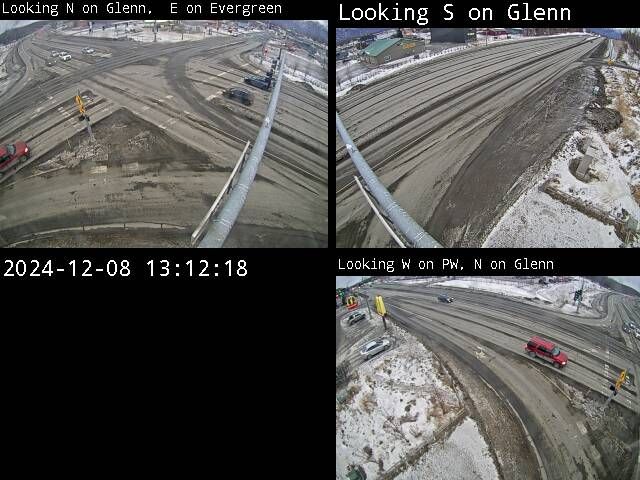 Looking N on Glenn, E on Evergreen
Looking S on Glenn
2024-12-08 13:12:18
Looking W on PW, N on Glenn